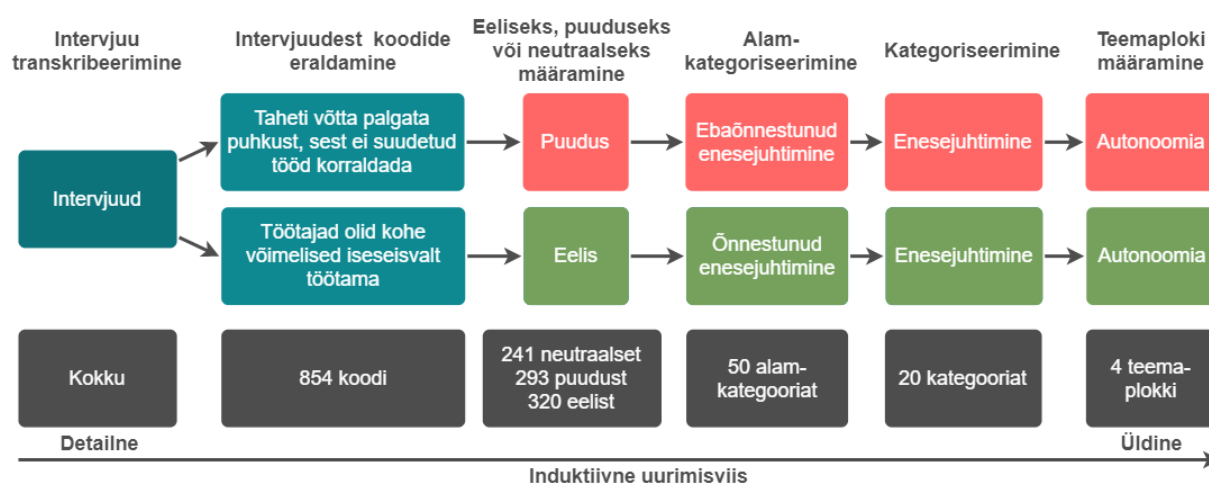 Intervjuu
transkribeerimine
Intervjuudest koodide
eraldamine
Eeliseks, puuduseks
või neutraalseks
määramine
Alam-
kategoriseerimine
Kategoriseerimine
Teemaploki
määramine
Intervjuud
Taheti võtta palgata
puhkust, sest ei suudetud
tööd korraldada
Puudus
Ebaõnnestunud
enesejuhtimine
Enesejuhtimine
Autonoomia
Töötajad olid kohe
võimelised iseseisvalt
töötama
Eelis
Õnnestunud
enesejuhtimine
Enesejuhtimine
Autonoomia
Kokku
854 koodi
241 neutraalset
293 puudust
320 eelist
50 alam-
kategooriat
20 kategooriat
4 teema-
plokki
Detailne
Üldine
Induktiivne uurimisviis